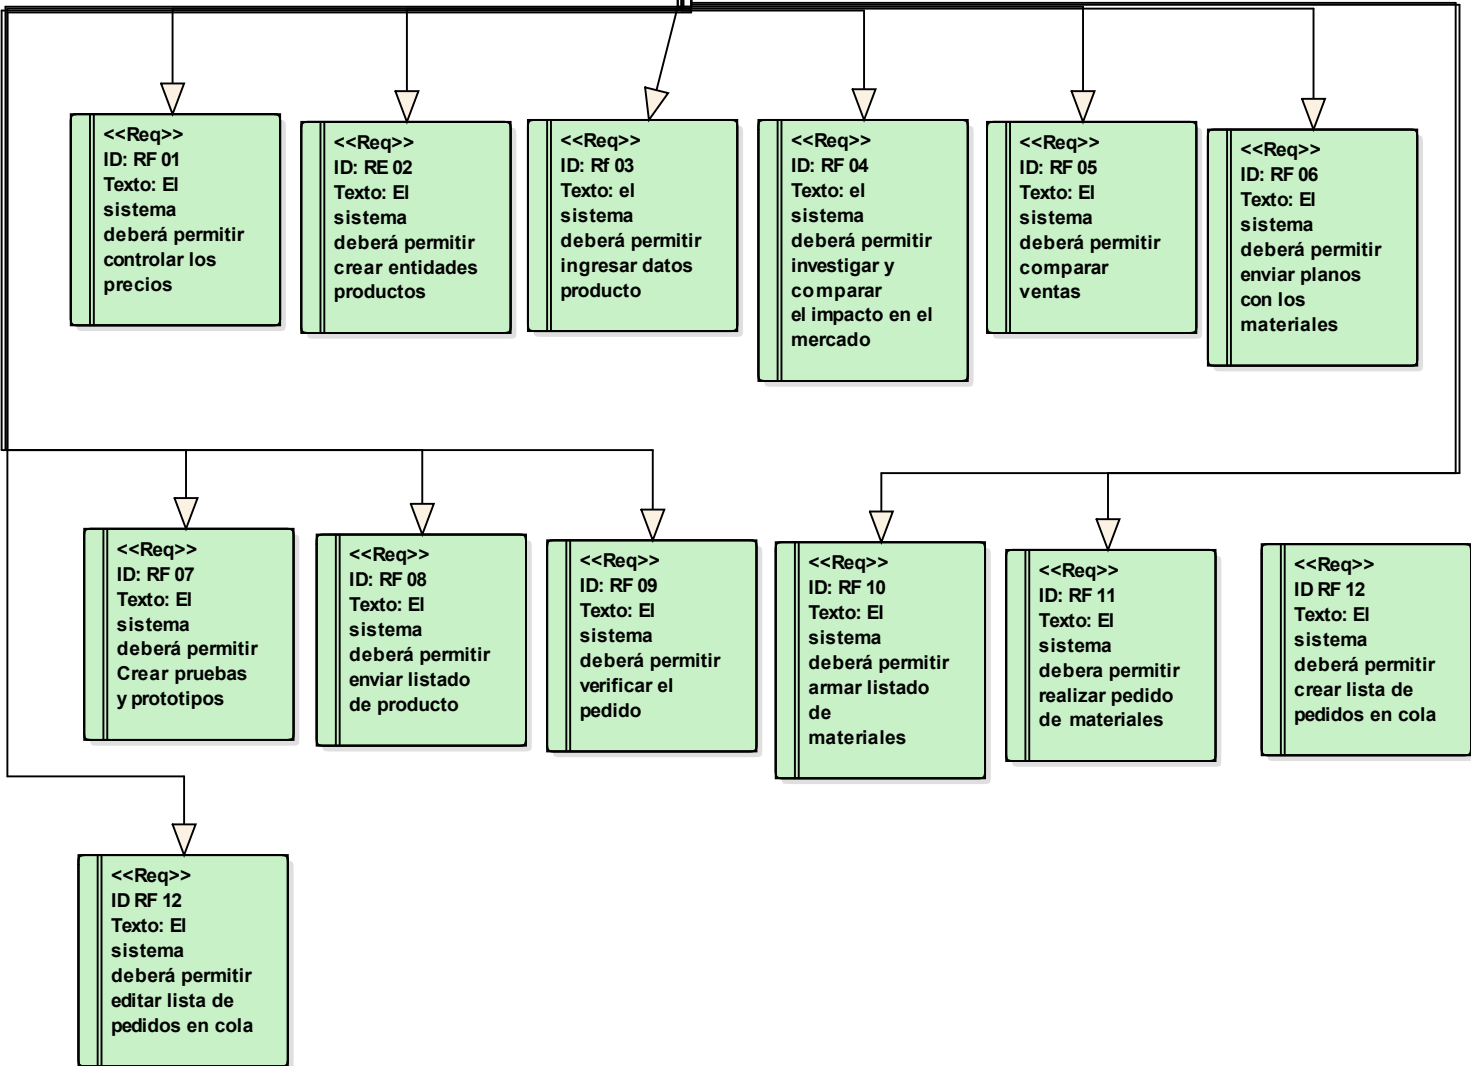 <<Req>>
ID: RF 01
Texto: El
sistema
deberá permitir
controlar los
precios
<<Req>>
ID: RE 02
Texto: El
sistema
deberá permitir
crear entidades
productos
<<Req>>
ID: Rf 03
Texto: el
sistema
deberá permitir
ingresar datos
producto
<<Req>>
ID: RF 04
Texto: el
sistema
deberá permitir
investigar y
comparar
el impacto en el
mercado
<<Req>>
ID: RF 05
Texto: El
sistema
deberá permitir
comparar
ventas
<<Req>>
ID: RF 06
Texto: El
sistema
deberá permitir
enviar planos
con los
materiales
<<Req>>
ID: RF 07
Texto: El
sistema
deberá permitir
Crear pruebas
y prototipos
<<Req>>
ID: RF 08
Texto: El
sistema
deberá permitir
enviar listado
de producto
<<Req>>
ID: RF 09
Texto: El
sistema
deberá permitir
verificar el
pedido
<<Req>>
ID: RF 10
Texto: El
sistema
deberá permitir
armar listado
de
materiales
<<Req>>
ID: RF 11
Texto: El
sistema
debera permitir
realizar pedido
de materiales
<<Req>>
ID RF 12
Texto: El
sistema
deberá permitir
crear lista de
pedidos en cola
<<Req>>
ID RF 12
Texto: El
sistema
deberá permitir
editar lista de
pedidos en cola